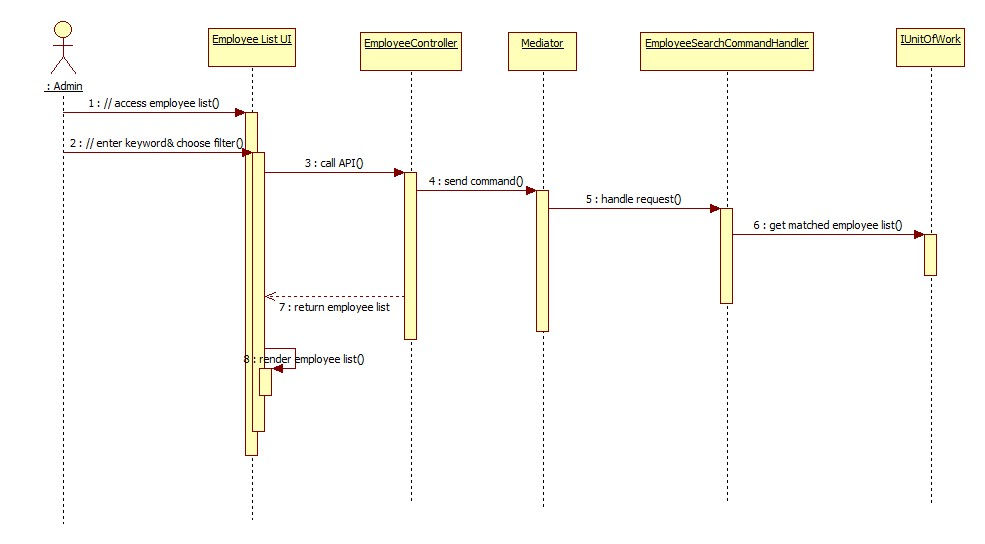 Employee List UI
EmployeeController
Mediator
EmployeeSearchCommandHandler
IUnitOfWork
: Admin
1 : // access employee list()
2 : // enter keyword& choose filter()
3 : call API()
4 : send command()
5 : handle request()
6 : get matched employee list()
7 : return employee list
8 : render employee list()